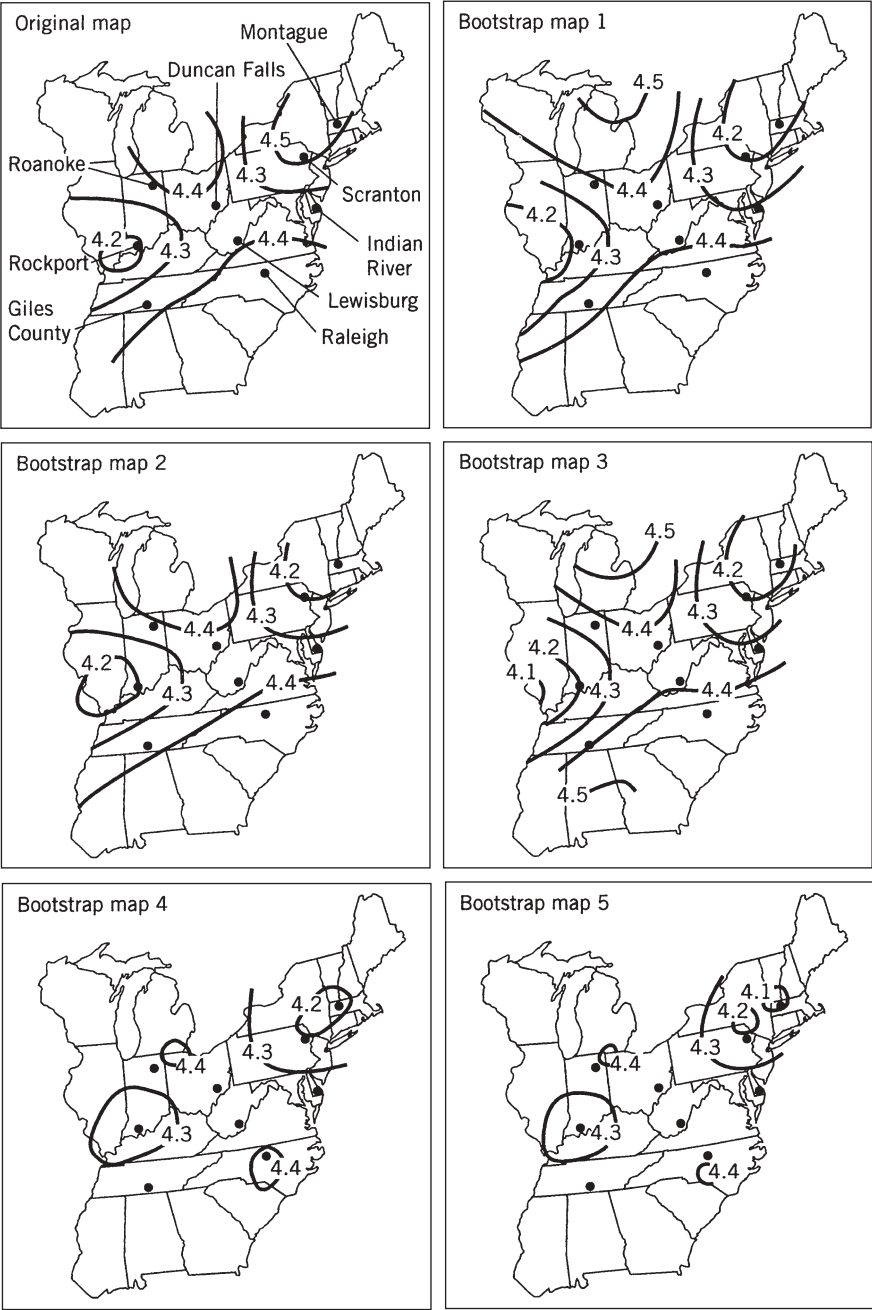 Original map
Montague
Duncan Falls
Roanoke
4.5
4.4
4.3
Scranton
4.2
4.3
4.4
Rockport
Indian
River
Giles
County
Lewisburg
Raleigh
Bootstrap map 1
4.5
4.2
4.3
4.4
4.2
4.3
4.4
Bootstrap map 2
4.2
4.3
4.4
4.2
4.3
4.4
Bootstrap map 3
4.5
4.2
4.3
4.4
4.2
4.1
4.3
4.4
4.5
Bootstrap map 4
4.2
4.3
4.4
4.3
4.4
Bootstrap map 5
4.1
4.2
4.3
4.4
4.3
4.4